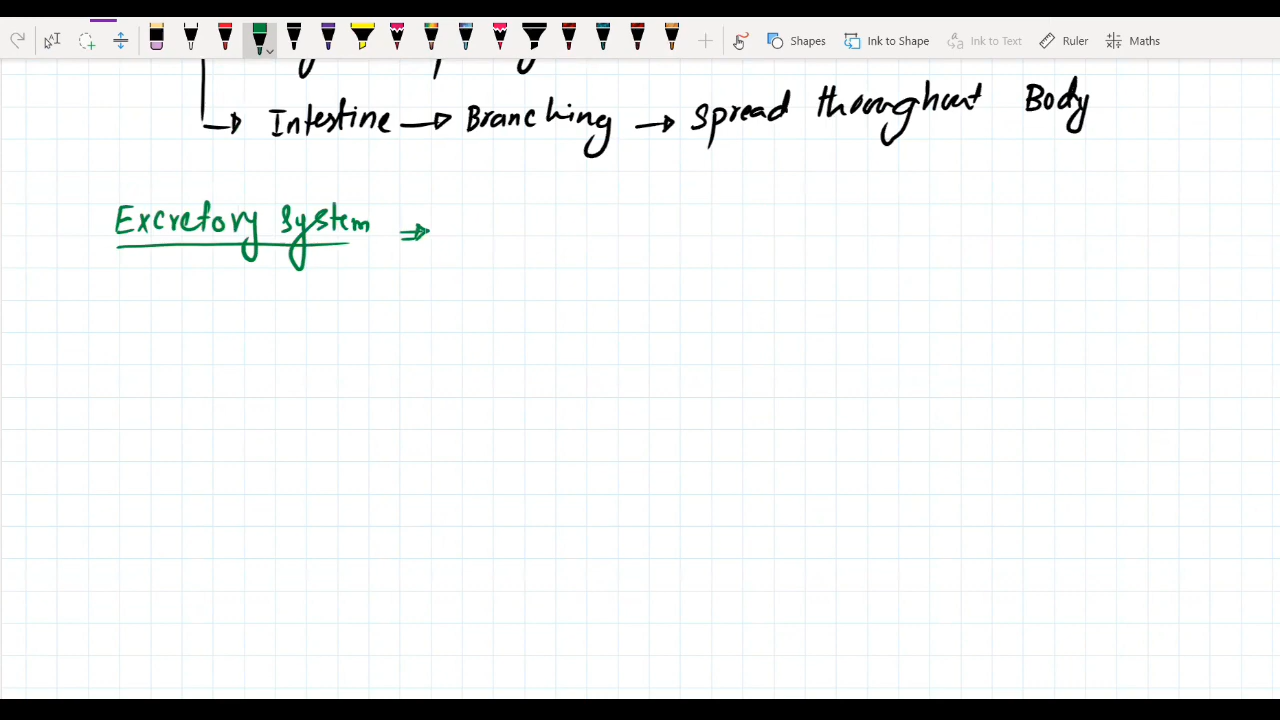 Shapes Ink to Shape Ink to Text Ruler Maths
Intestine → Branching → Spread throughout Body
Excretory System ⇒